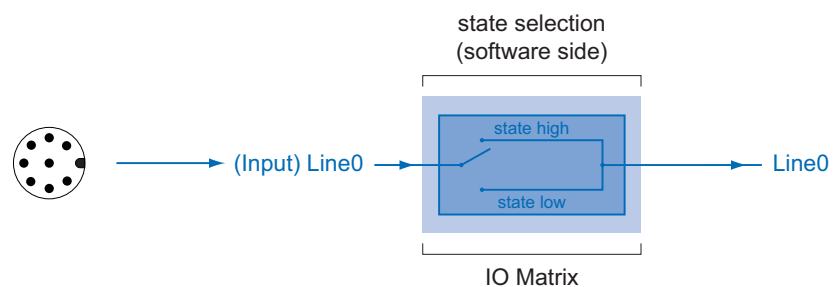 state selection
(software side)
state high
(Input) Line0
Line0
state low
IO Matrix